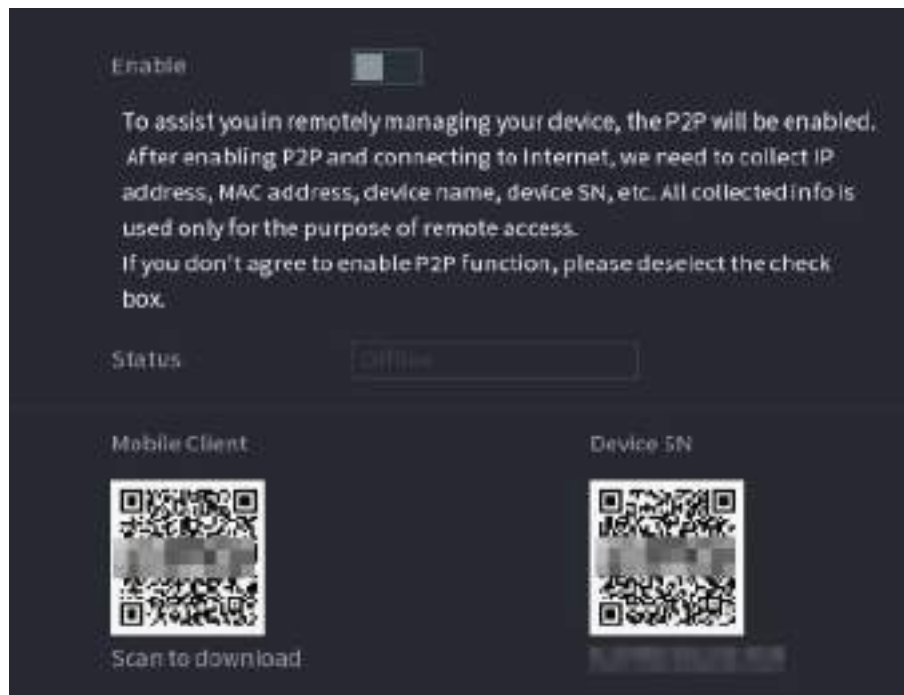 Enable
To assist you in remotely managing your device, the P2P will be enabled.
After enabling P2P and connecting to Internet, we need to collect IP
address, MAC address, device name, device SN, etc. All collected info is
used only for the purpose of remote access.
If you don't agree to enable P2P function, please deselect the check
box.
Status
Offline
Mobile Client
Device SN
Scan to download